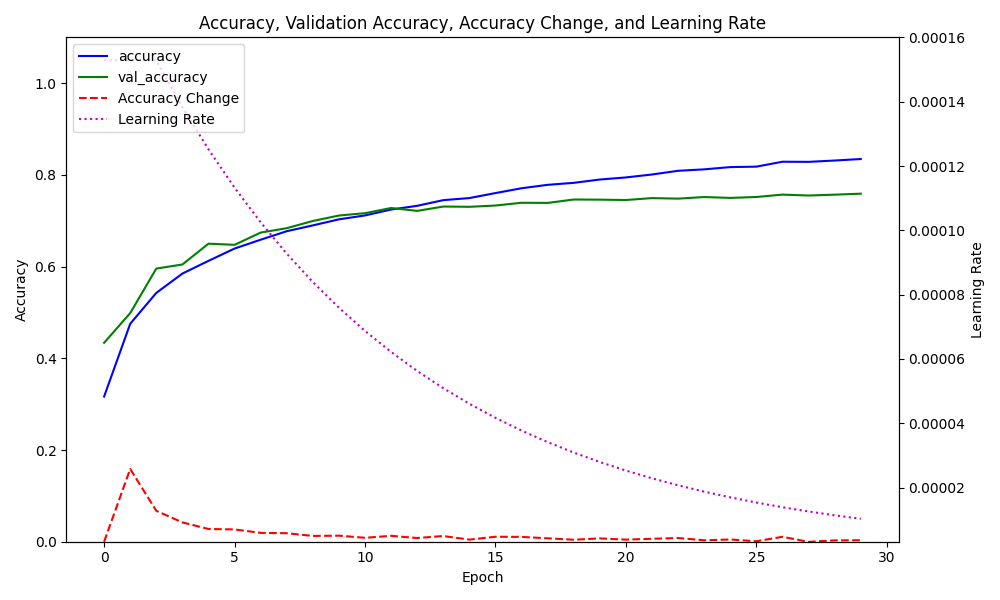 Accuracy, Validation Accuracy, Accuracy Change, and Learning Rate
accuracy
val_accuracy
Accuracy Change
Learning Rate
Accuracy
1.0
0.8
0.6
0.4
0.2
0.0
0.00016
0.00014
0.00012
0.00010
0.00008
0.00006
0.00004
0.00002
Learning Rate
0
5
10
15
20
25
30
Epoch